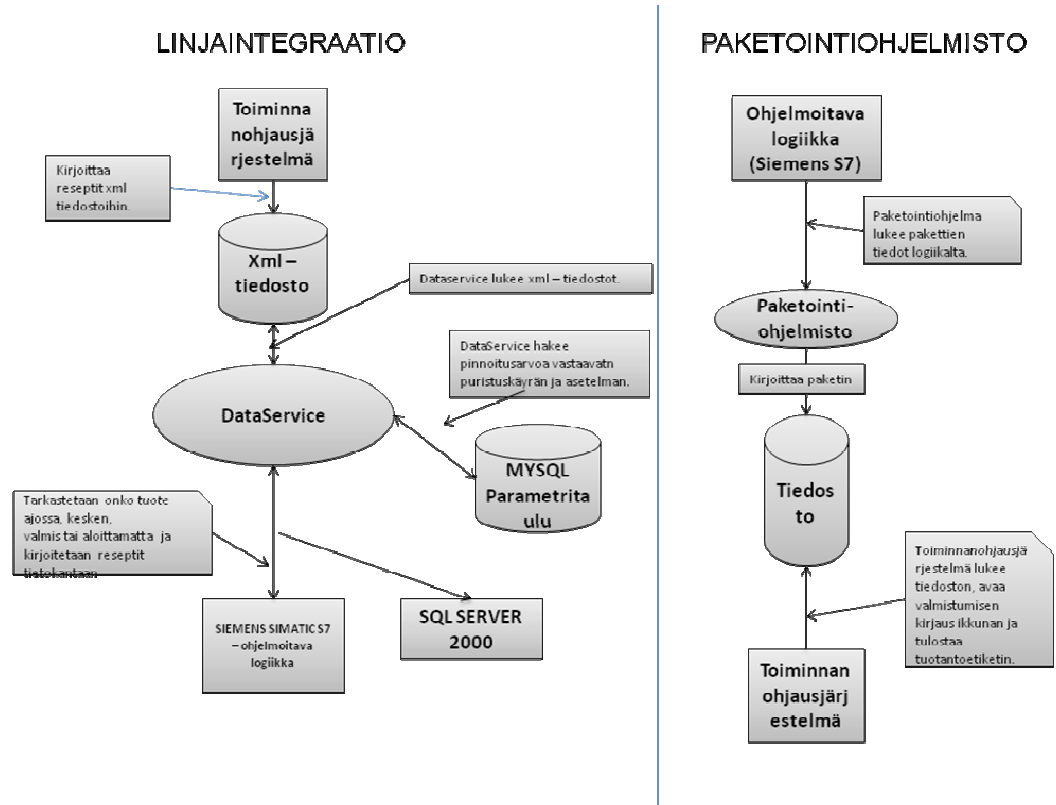 LINJAINTEGRAATIO
Toiminna
nohjausjä
rjestelmä
Kirjoittaa
reseptit xml
tiedostoihin.
Xml –
tiedosto
Dataservice lukee xml – tiedostot.
DataService hakee
pinnoitusarvoa vastaavatn
puristuskäyrän ja asetelman.
DataService
MYSQL
Parametrita
ulu
Tarkastetaan onko tuote
ajossa, kesken,
valmis tai aloittamatta ja
kirjoitetaan reseptit
tietokantaan
SIEMENS SIMATIC S7
– ohjelmoitava
logiikka
SQL SERVER
2000
PAKETOINTIOHJELMISTO
Ohjelmoitava
logiikka
(Siemens S7)
Paketointiohjelma
lukee pakettien
tiedot logiikalta.
Paketointi-
ohjelmisto
Kirjoittaa paketin
Tiedos
to
Toiminnanohjausjä
rjestelmä lukee
tiedoston, avaa
valmistumisen
kirjaus ikkunan ja
tulostaa
tuotantoetiketin.
Toiminnan
ohjausjärj
estelmä